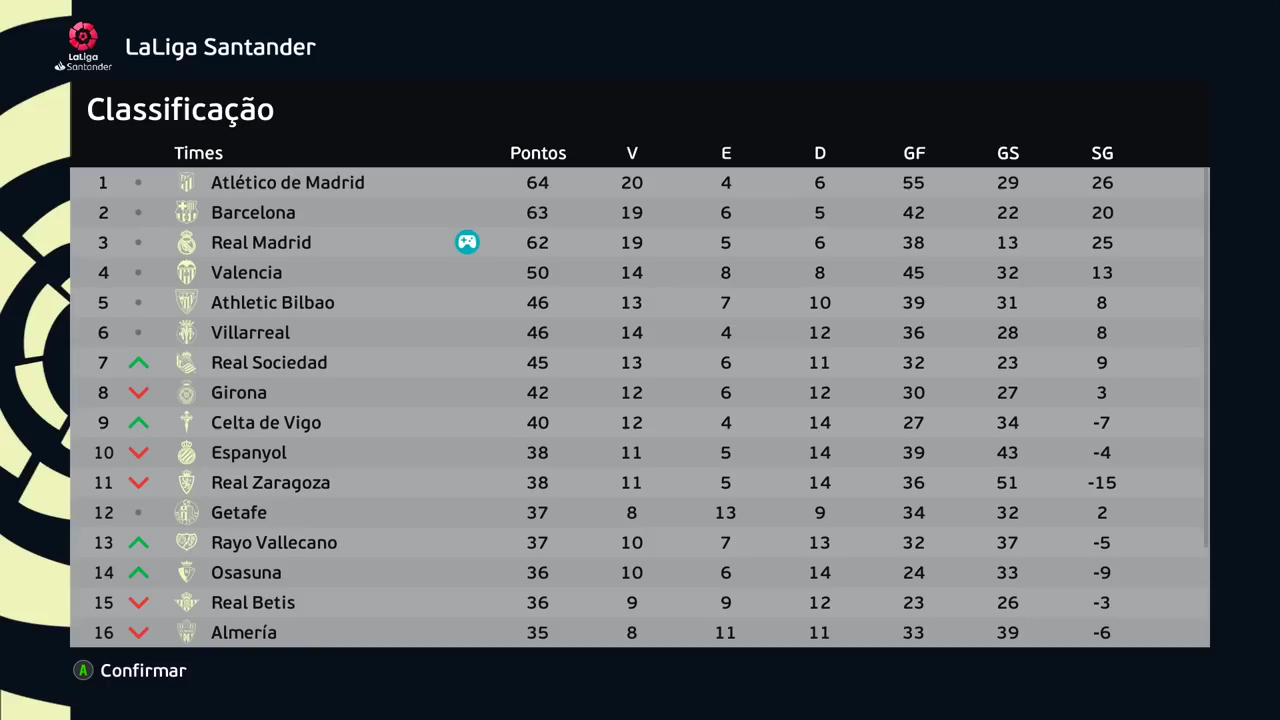 LaLiga Santander
LaLiga
Santander
Classificação
Times Pontos V E D GF GS SG
1 Atlético de Madrid 64 20 4 6 55 29 26
2 Barcelona 63 19 6 5 42 22 20
3 Real Madrid 62 19 5 6 38 13 25
4 Valencia 50 14 8 8 45 32 13
5 Athletic Bilbao 46 13 7 10 39 31 8
6 Villarreal 46 14 4 12 36 28 8
7 Real Sociedad 45 13 6 11 32 23 9
8 Girona 42 12 6 12 30 27 3
9 Celta de Vigo 40 12 4 14 27 34 -7
10 Espanyol 38 11 5 14 39 43 -4
11 Real Zaragoza 38 11 5 14 36 51 -15
12 Getafe 37 8 13 9 34 32 2
13 Rayo Vallecano 37 10 7 13 32 37 -5
14 Osasuna 36 10 6 14 24 33 -9
15 Real Betis 36 9 9 12 23 26 -3
16 Almería 35 8 11 11 33 39 -6
A Confirmar